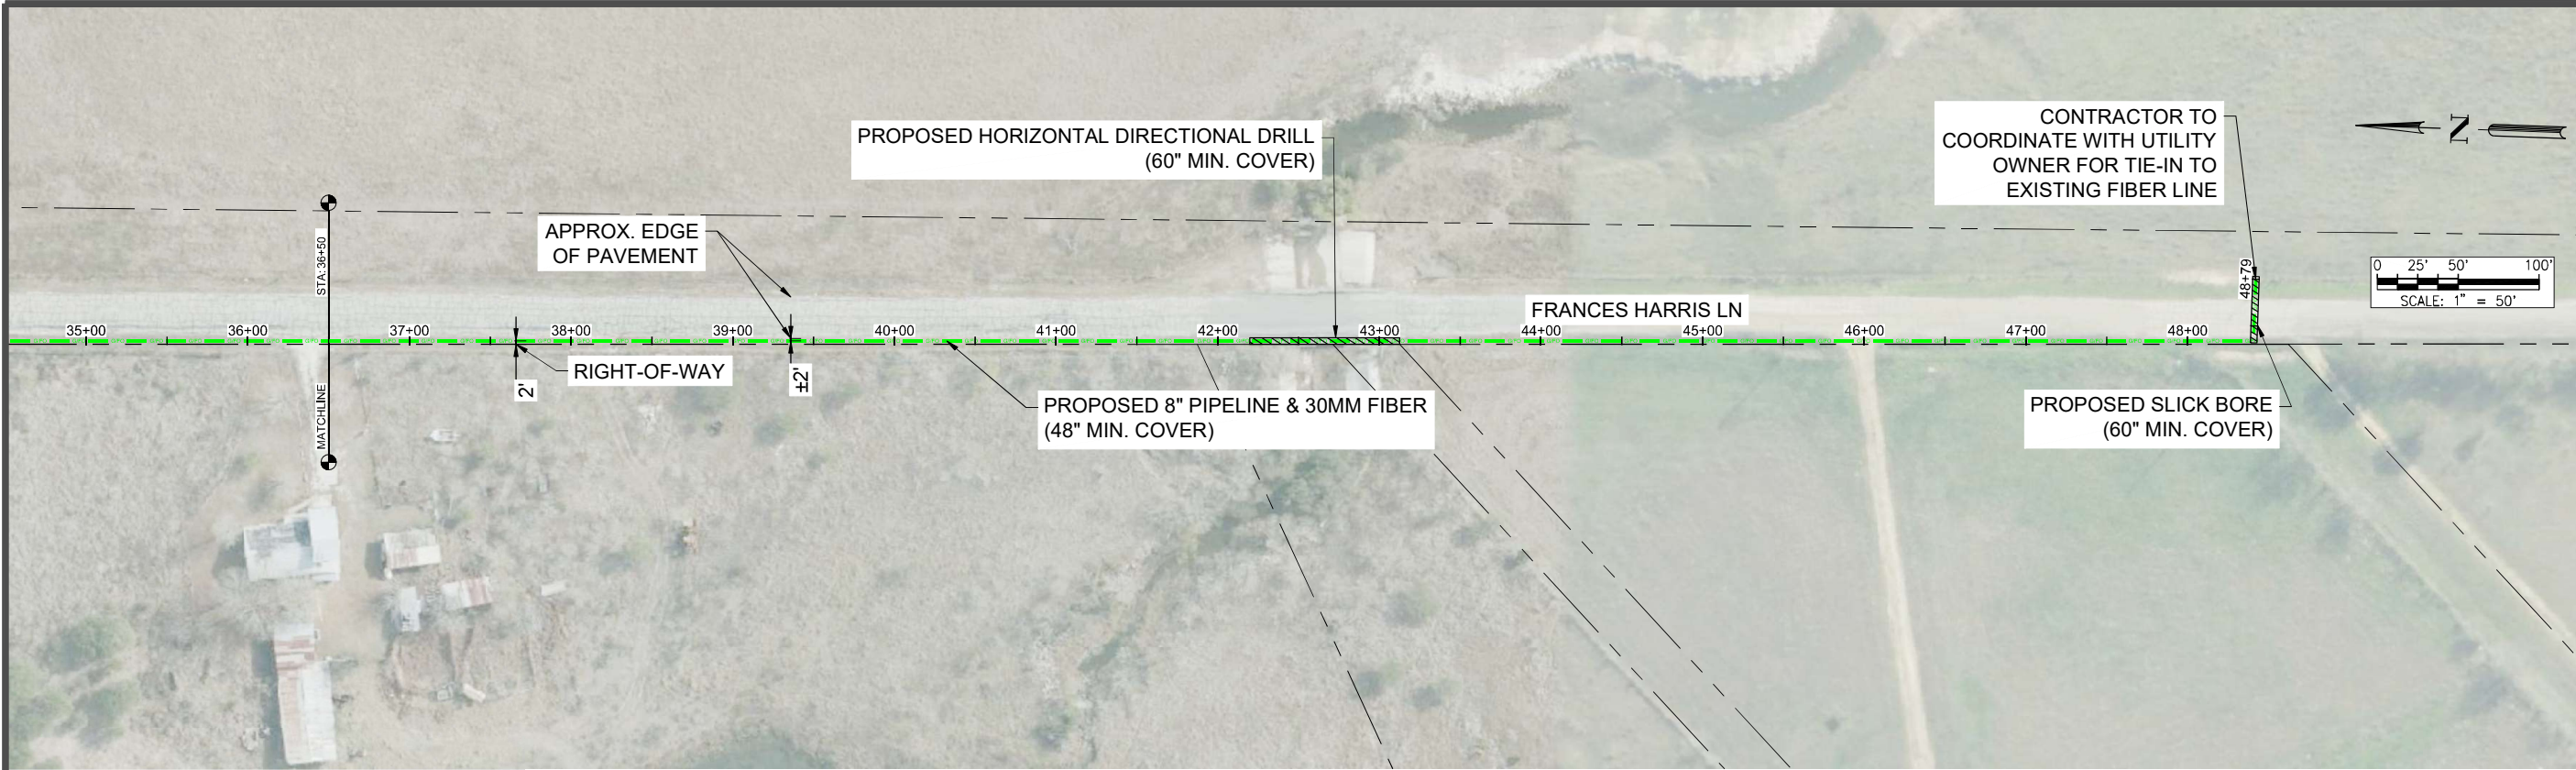 PROPOSED HORIZONTAL DIRECTIONAL DRILL
(60" MIN. COVER)
CONTRACTOR TO
COORDINATE WITH UTILITY
OWNER FOR TIE-IN TO
EXISTING FIBER LINE
N
APPROX. EDGE
OF PAVEMENT
STA:36+50
MATCHLINE
48+79
0 25' 50' 100'
SCALE: 1" = 50'
FRANCES HARRIS LN
35+00 36+00 37+00 38+00 39+00 40+00 41+00 42+00 43+00 44+00 45+00 46+00 47+00 48+00
RIGHT-OF-WAY
2'
±2'
PROPOSED 8" PIPELINE & 30MM FIBER
(48" MIN. COVER)
PROPOSED SLICK BORE
(60" MIN. COVER)